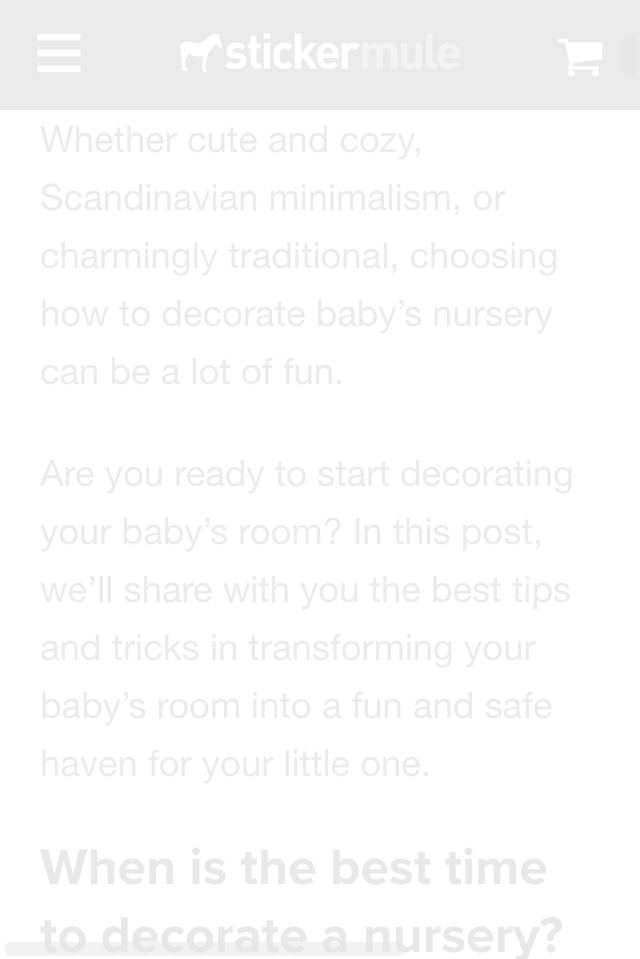 stickermule
Whether cute and cozy,
Scandinavian minimalism, or
charmingly traditional, choosing
how to decorate baby’s nursery
can be a lot of fun.
Are you ready to start decorating
your baby’s room? In this post,
we’ll share with you the best tips
and tricks in transforming your
baby’s room into a fun and safe
haven for your little one.
When is the best time
to decorate a nursery?